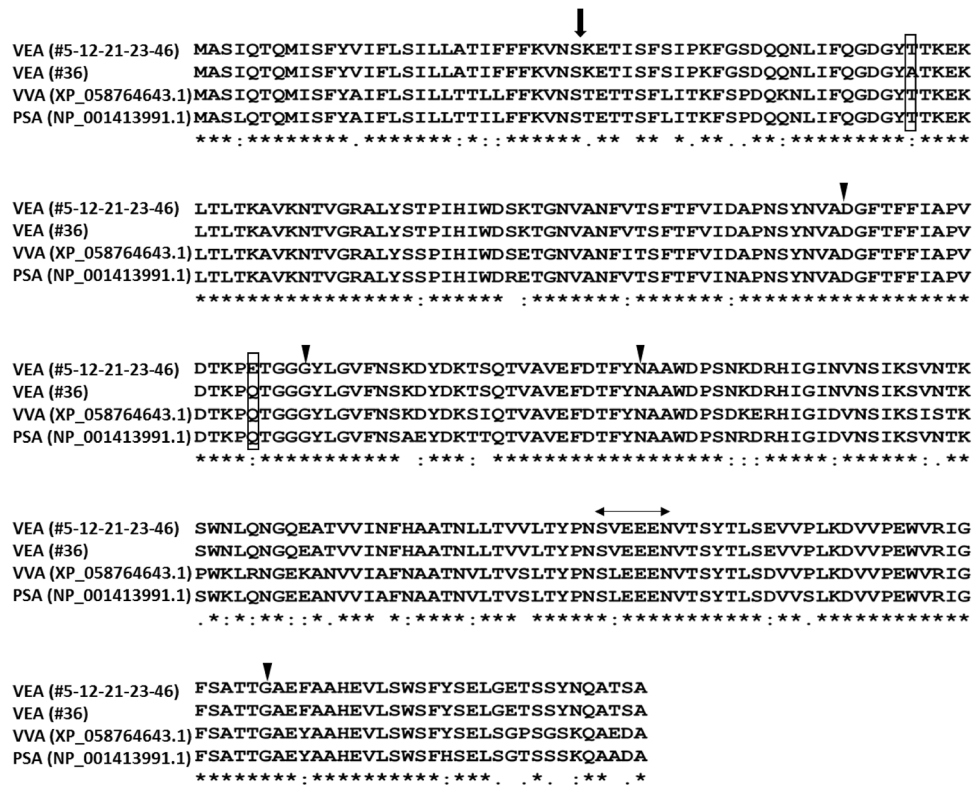 VEA (#5-12-21-23-46) MASIQTQMISFYVIFLSILLATIFFFKVNSKETISFSIPKFGSDQQNLIFQGDGYTTKEK
VEA (#36) MASIQTQMISFYVIFLSILLATIFFFKVNSKETISFSIPKFGSDQQNLIFQGDGYATKEK
VVA (XP_058764643.1) MASIQTQMISFYAIFLSILLTTLLFFKVNSTETTSFLITKFSPDQKNLIFQGDGYTTKEK
PSA (NP_001413991.1) MASLQTQMISFYAIFLSILLTTILFFKVNSTETTSFLITKFSPDQQNLIFQGDGYTTKEK
***:********.*******:*::******.** ** *.**..**:*********:****
VEA (#5-12-21-23-46) LTLTKAVKNTVGRALYSTPIHIWDSKTGNVANFVTSFTFVIDAPNSYNVADGFTFFIAPV
VEA (#36) LTLTKAVKNTVGRALYSTPIHIWDSKTGNVANFVTSFTFVIDAPNSYNVADGFTFFIAPV
VVA (XP_058764643.1) LTLTKAVKNTVGRALYSSPIHIWDSETGNVANFITSFTFVIDAPNSYNVADGFTFFIAPV
PSA (NP_001413991.1) LTLTKAVKNTVGRALYSSPIHIWDRETGNVANFVTSFTFVINAPNSYNVADGFTFFIAPV
*****************:****** :***************:******************
VEA (#5-12-21-23-46) DTKPETGGGYLGVFNSKDYDKTSQTVAVEFDTFYNAAWDPSNKDRHIGINVNSIKSVNTK
VEA (#36) DTKPQTGGGYLGVFNSKDYDKTSQTVAVEFDTFYNAAWDPSNKDRHIGINVNSIKSVNTK
VVA (XP_058764643.1) DTKPQTGGGYLGVFNSKDYDKSIQTVAVEFDTFYNAAWDPSDKERHIGIDVNSIKSISTK
PSA (NP_001413991.1) DTKPQTGGGYLGVFNSAEYDKTTQTVAVEFDTFYNAAWDPSNRDRHIGIDVNSIKSVNTK
****:*********** :***: ******************:::*****:******:.**
VEA (#5-12-21-23-46) SWNLQNGQEATVVINFHAATNLLTVVLTYPNSVEEENVTSYTLSEVVPLKDVVPEWVRIG
VEA (#36) SWNLQNGQEATVVINFHAATNLLTVVLTYPNSVEEENVTSYTLSEVVPLKDVVPEWVRIG
VVA (XP_058764643.1) PWKLRNGEKANVVIAFNAATNVLTVSLTYPNSLEEENVTSYTLSDVVPLKDVVPEWVRIG
PSA (NP_001413991.1) SWKLQNGEEANVVIAFNAATNVLTVSLTYPNSLEEENVTSYTLSDVVSLKDVVPEWVRIG
.*:*:**::*.*** *:****:*** ******:***********:**.************
VEA (#5-12-21-23-46) FSATTGAEFAAHEVLSWSFYSELGETSSYNQATSA
VEA (#36) FSATTGAEFAAHEVLSWSFYSELGETSSYNQATSA
VVA (XP_058764643.1) FSATTGAEYAAHEVLSWSFYSELGPSGSGSKQAEDA
PSA (NP_001413991.1) FSATTGAEYAAHEVLSWSFHSELSGTSSSKQAADA
********:**********:***. .*. :* .*